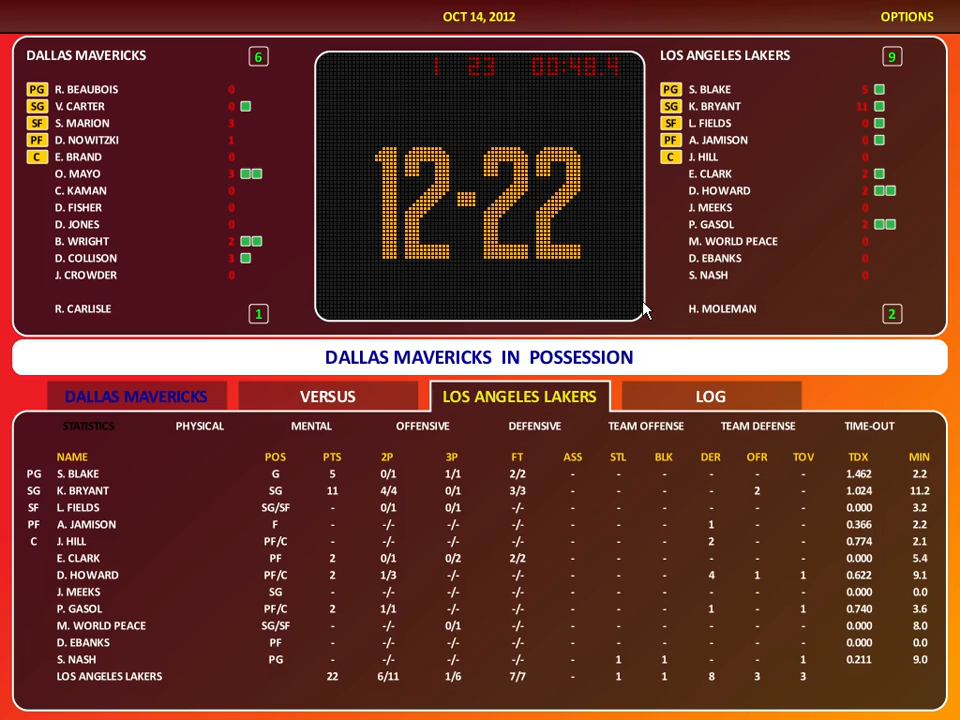 OCT 14, 2012 OPTIONS
DALLAS MAVERICKS 6
PG R. BEAUBOIS 0
SG V. CARTER 0
SF S. MARION 3
PF D. NOWITZKI 1
C E. BRAND 0
O. MAYO 3
C. KAMAN 0
D. FISHER 0
D. JONES 0
B. WRIGHT 2
D. COLLISON 3
J. CROWDER 0
R. CARLISLE 1
1 23 00:48.4
12-22
LOS ANGELES LAKERS 9
PG S. BLAKE 5
SG K. BRYANT 11
SF L. FIELDS 0
PF A. JAMISON 0
C J. HILL 0
E. CLARK 2
D. HOWARD 2
J. MEEKS 0
P. GASOL 2
M. WORLD PEACE 0
D. EBANKS 0
S. NASH 0
H. MOLEMAN 2
DALLAS MAVERICKS IN POSSESSION
DALLAS MAVERICKS VERSUS LOS ANGELES LAKERS LOG
STATISTICS PHYSICAL MENTAL OFFENSIVE DEFENSIVE TEAM OFFENSE TEAM DEFENSE TIME-OUT
NAME POS PTS 2P 3P FT ASS STL BLK DER OFR TOV TDX MIN
PG S. BLAKE G 5 0/1 1/1 2/2 - - - - - - 1.462 2.2
SG K. BRYANT SG 11 4/4 0/1 3/3 - - - - 2 - 1.024 11.2
SF L. FIELDS SG/SF - 0/1 0/1 -/- - - - - - - 0.000 3.2
PF A. JAMISON F - -/- -/- -/- - - - 1 - - 0.366 2.2
C J. HILL PF/C - -/- -/- -/- - - - 2 - - 0.774 2.1
E. CLARK PF 2 0/1 0/2 2/2 - - - - - - 0.000 5.4
D. HOWARD PF/C 2 1/3 -/- -/- - - - 4 1 1 0.622 9.1
J. MEEKS SG - -/- -/- -/- - - - - - - 0.000 0.0
P. GASOL PF/C 2 1/1 -/- -/- - - - 1 - 1 0.740 3.6
M. WORLD PEACE SG/SF - -/- 0/1 -/- - - - - - - 0.000 8.0
D. EBANKS PF - -/- -/- -/- - - - - - - 0.000 0.0
S. NASH PG - -/- -/- -/- - 1 1 - - 1 0.211 9.0
LOS ANGELES LAKERS 22 6/11 1/6 7/7 - 1 1 8 3 3